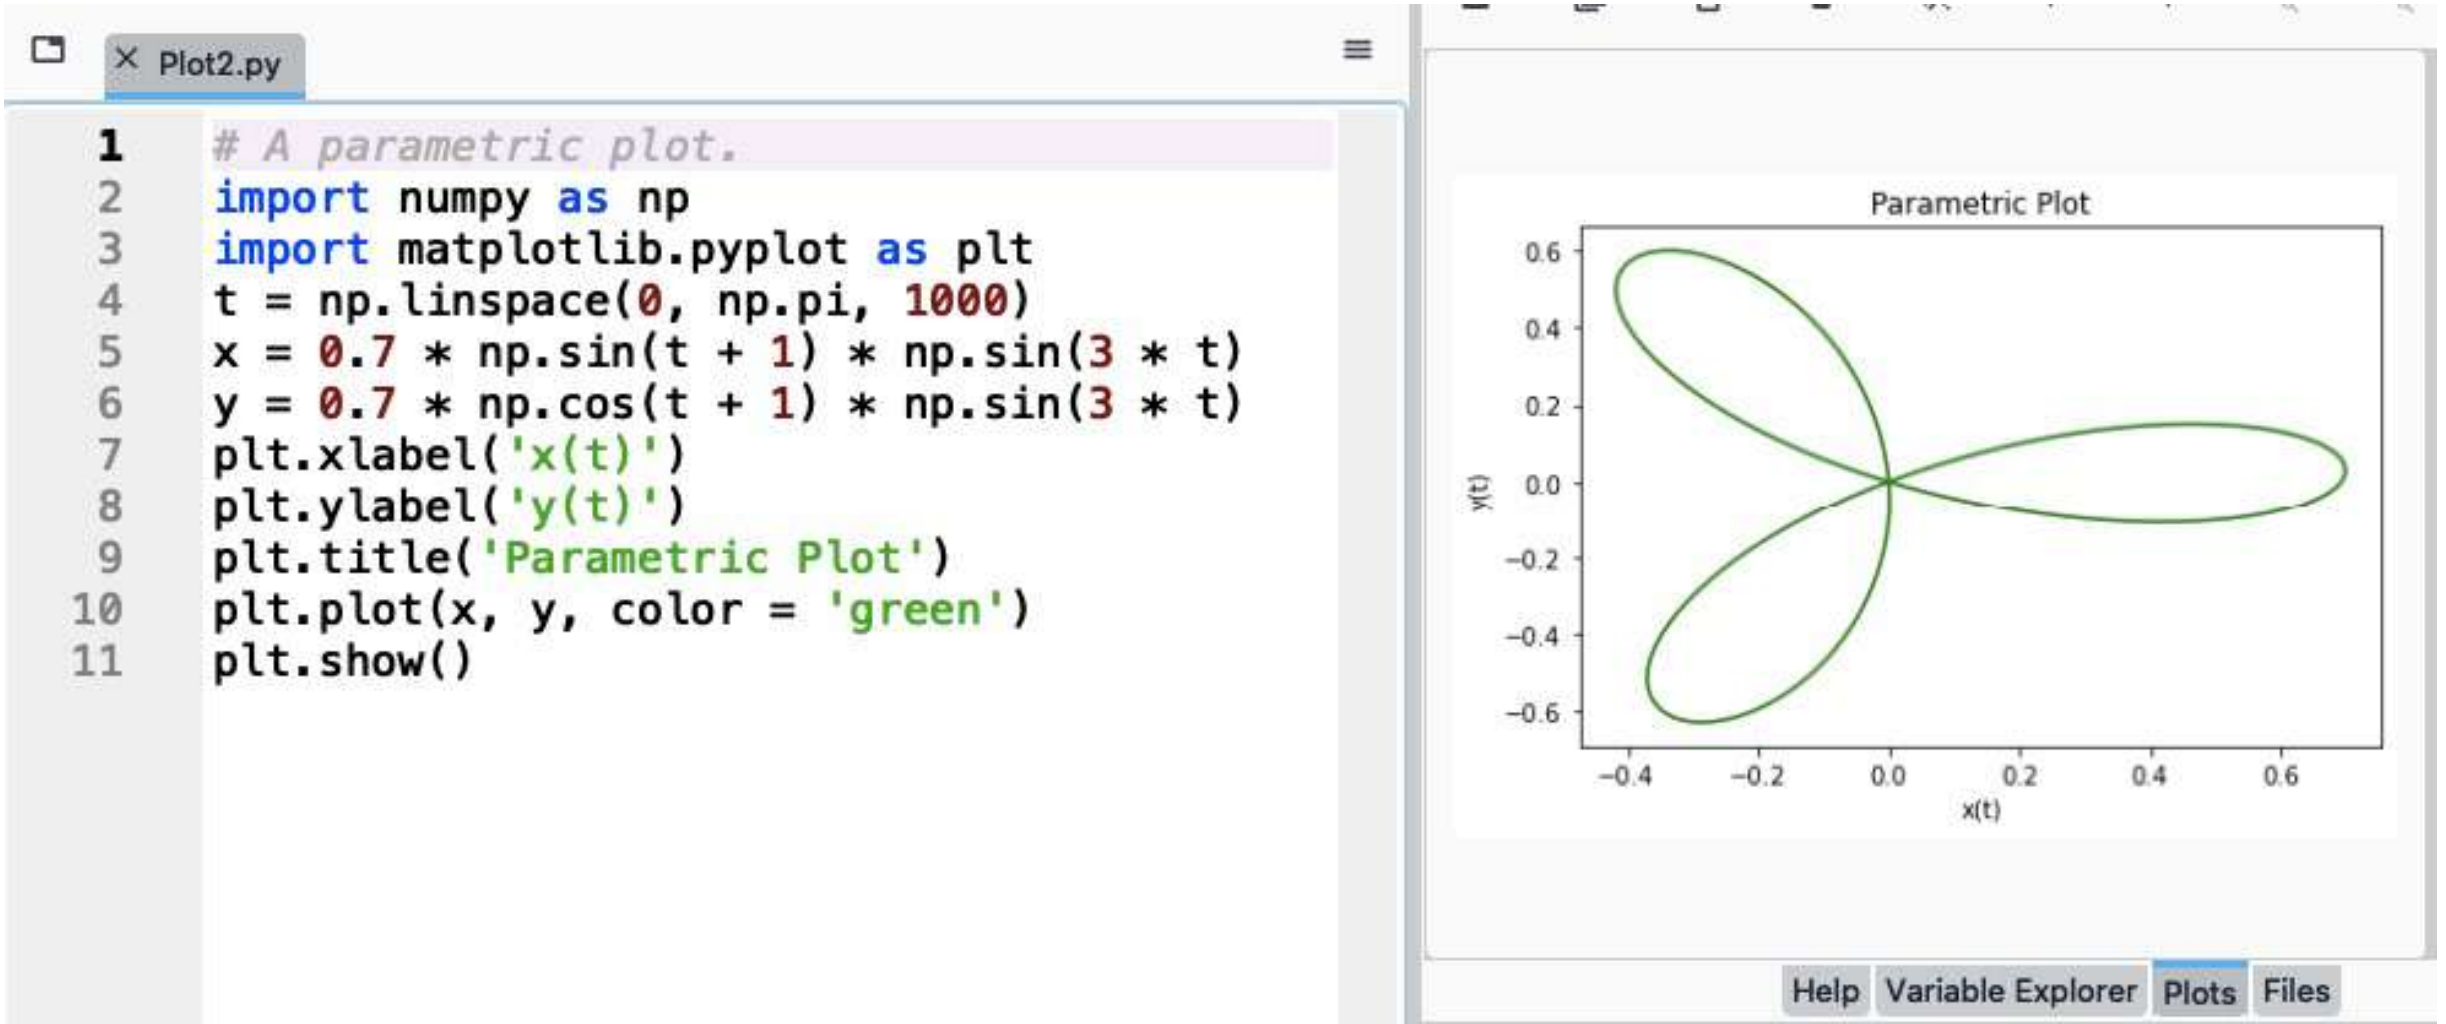 Plot2.py
1 # A parametric plot.
2 import numpy as np
3 import matplotlib.pyplot as plt
4 t = np.linspace(0, np.pi, 1000)
5 x = 0.7 * np.sin(t + 1) * np.sin(3 * t)
6 y = 0.7 * np.cos(t + 1) * np.sin(3 * t)
7 plt.xlabel('x(t)')
8 plt.ylabel('y(t)')
9 plt.title('Parametric Plot')
10 plt.plot(x, y, color = 'green')
11 plt.show()
Parametric Plot
0.6
0.4
0.2
0.0
−0.2
−0.4
−0.6
y(t)
−0.4 −0.2 0.0 0.2 0.4 0.6
x(t)
Help Variable Explorer Plots Files